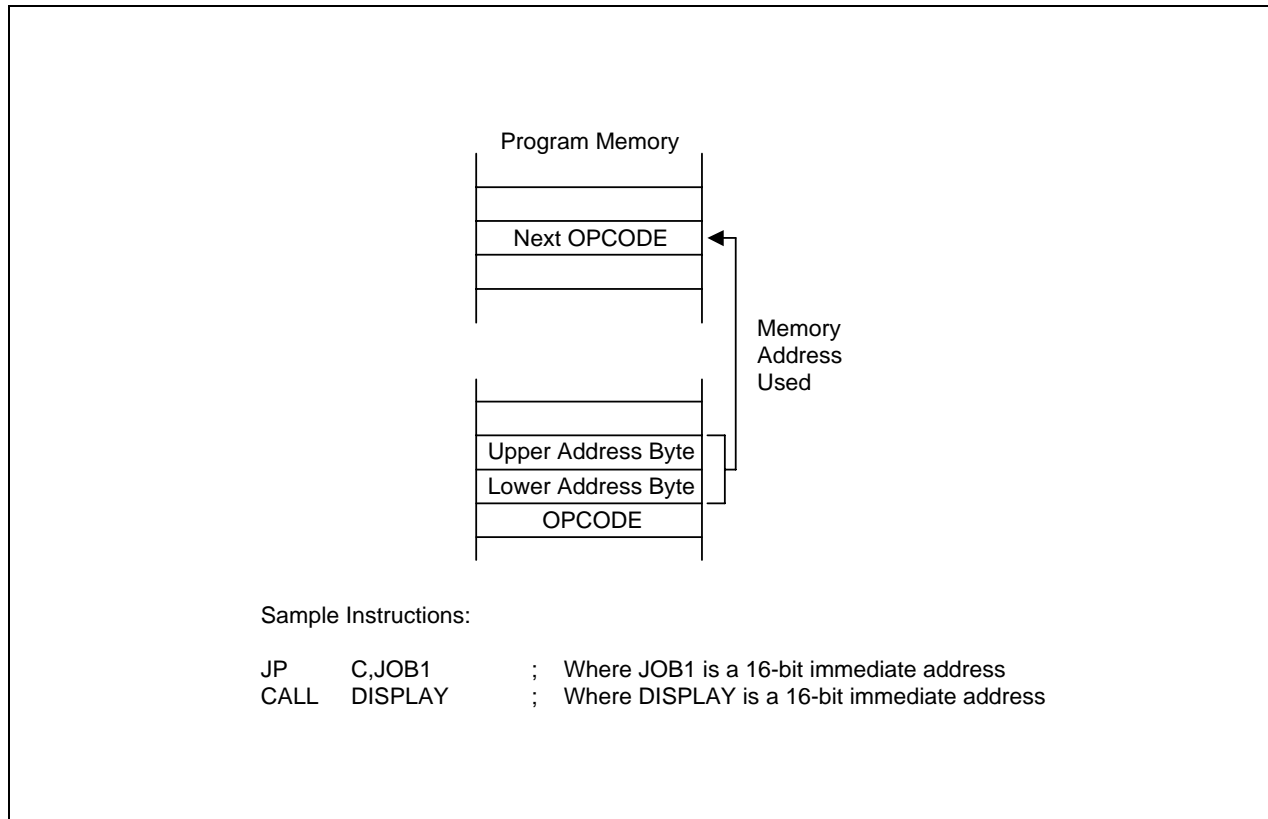 Program Memory
Next OPCODE
Memory
Address
Used
Upper Address Byte
Lower Address Byte
OPCODE
Sample Instructions:
JP C,JOB1 ; Where JOB1 is a 16-bit immediate address
CALL DISPLAY ; Where DISPLAY is a 16-bit immediate address